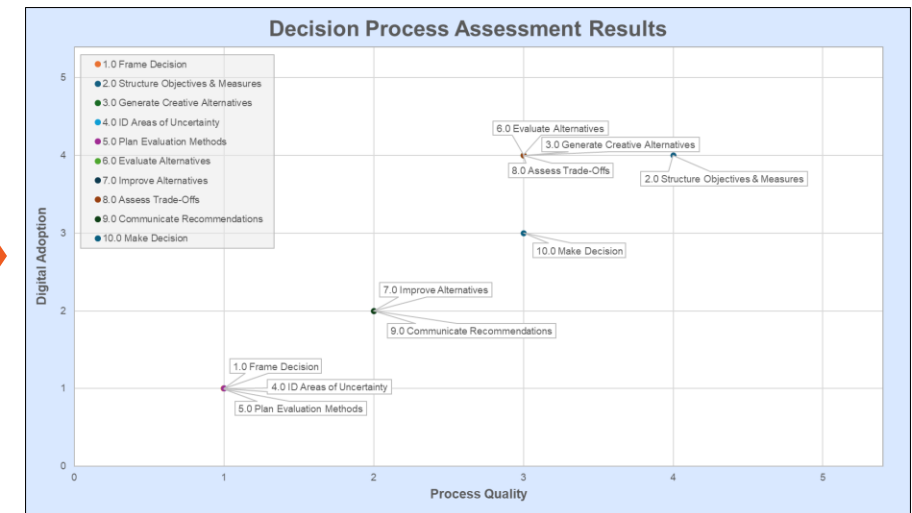 Decision Process Assessment Results
1.0 Frame Decision
2.0 Structure Objectives & Measures
3.0 Generate Creative Alternatives
4.0 ID Areas of Uncertainty
5.0 Plan Evaluation Methods
6.0 Evaluate Alternatives
7.0 Improve Alternatives
8.0 Assess Trade-Offs
9.0 Communicate Recommendations
10.0 Make Decision
Digital Adoption
5
4
3
2
1
0
6.0 Evaluate Alternatives
3.0 Generate Creative Alternatives
8.0 Assess Trade-Offs
2.0 Structure Objectives & Measures
10.0 Make Decision
7.0 Improve Alternatives
9.0 Communicate Recommendations
1.0 Frame Decision
4.0 ID Areas of Uncertainty
5.0 Plan Evaluation Methods
0 1 2 3 4 5
Process Quality